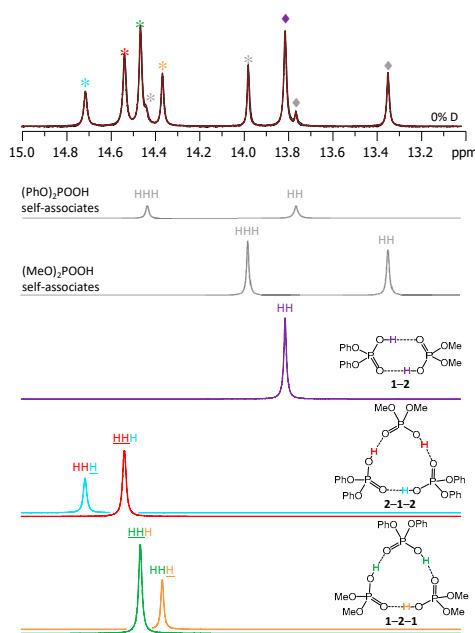 0% D
15.0 14.8 14.6 14.4 14.2 14.0 13.8 13.6 13.4 13.2 ppm
(PhO)2POOH
self-associates
HHH HH
(MeO)2POOH
self-associates
HHH HH
HH
O H O
PhO P P OMe
PhO OMe
O H O
1–2
MeO OMe
P
O O
H H
O O
PhO P P OPh
PhO O H O OPh
2–1–2
HHH HHH
PhO OPh
P
O O
H H
O O
MeO P P OMe
MeO O H O OMe
1–2–1
HHH HHH